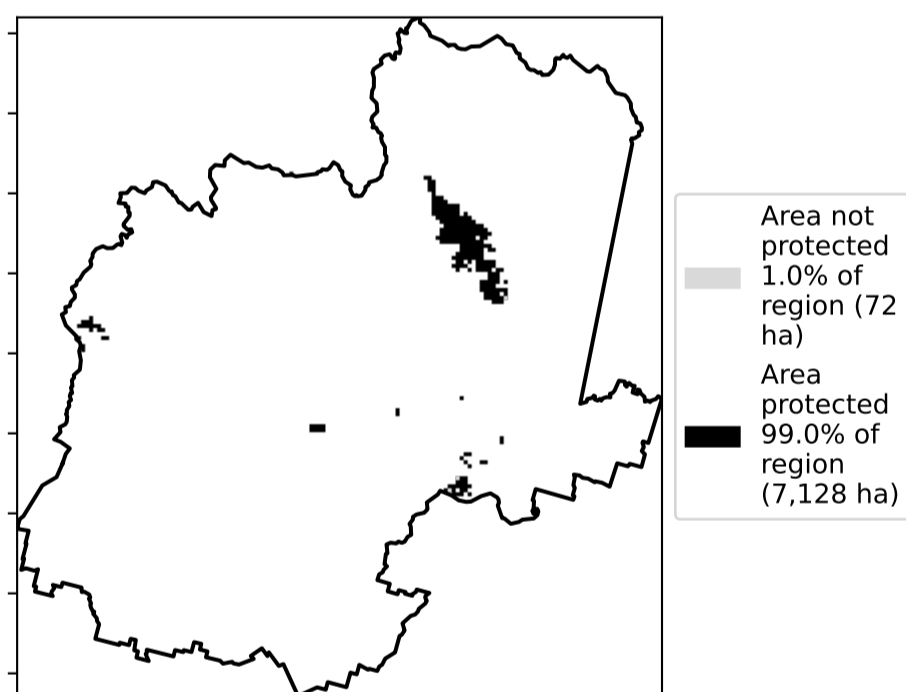 Area not
protected
1.0% of
region (72
ha)
Area
protected
99.0% of
region
(7,128 ha)